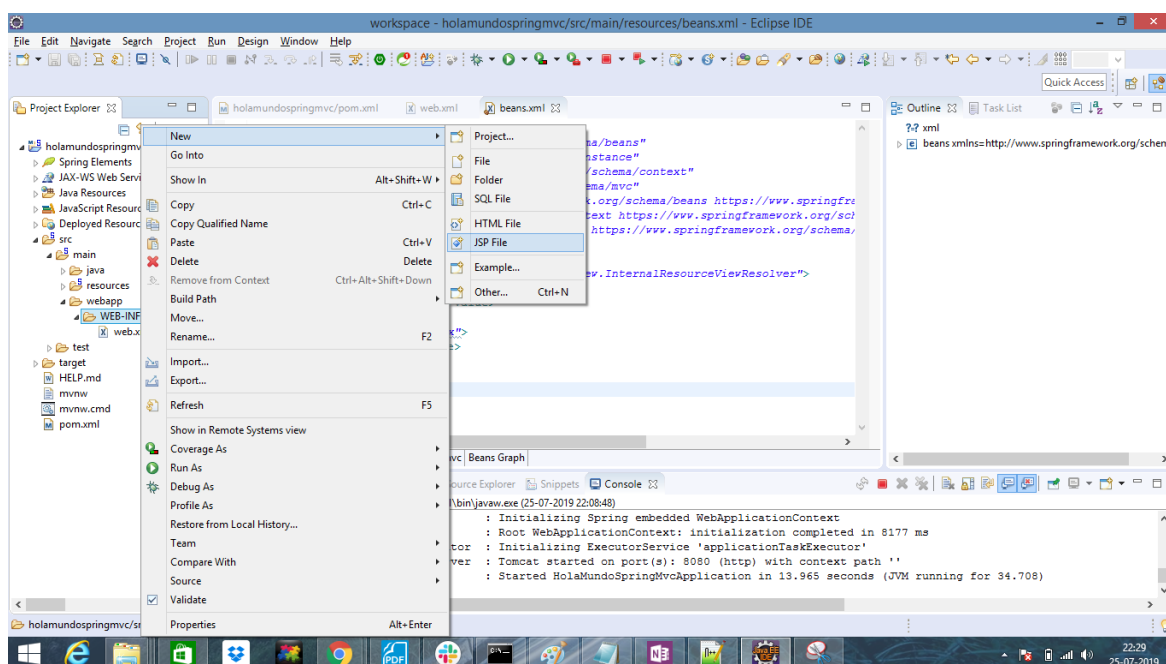 workspace - holamundospringmvc/src/main/resources/beans.xml - Eclipse IDE
File Edit Navigate Search Project Run Design Window Help
Quick Access
Project Explorer
holamundospringmv
Spring Elements
JAX-WS Web Servi
Java Resources
JavaScript Resourc
Deployed Resourc
src
main
java
resources
webapp
WEB-INF
web.x
test
target
HELP.md
mvnw
mvnw.cmd
pom.xml
New
Go Into
Show In Alt+Shift+W
Copy Ctrl+C
Copy Qualified Name
Paste Ctrl+V
Delete Delete
Remove from Context Ctrl+Alt+Shift+Down
Build Path
Move...
Rename... F2
Import...
Export...
Refresh F5
Show in Remote Systems view
Coverage As
Run As
Debug As
Profile As
Restore from Local History...
Team
Compare With
Source
Validate
Properties Alt+Enter
Project...
File
Folder
SQL File
HTML File
JSP File
Example...
Other... Ctrl+N
holamundospringmvc/pom.xml web.xml beans.xml
na/beans"
nstance"
/schema/context"
ema/mvc"
k.org/schema/beans https://www.springfra
text https://www.springframework.org/sch
https://www.springframework.org/schema/
ew.InternalResourceViewResolver">
x">
e>
vc Beans Graph
Outline Task List
?-? xml
beans xmlns=http://www.springframework.org/schem
ource Explorer Snippets Console
l\bin\javaw.exe (25-07-2019 22:08:48)
: Initializing Spring embedded WebApplicationContext
: Root WebApplicationContext: initialization completed in 8177 ms
tor : Initializing ExecutorService 'applicationTaskExecutor'
ver : Tomcat started on port(s): 8080 (http) with context path ''
: Started HolaMundoSpringMvcApplication in 13.965 seconds (JVM running for 34.708)
holamundospringmvc/sr
22:29
25-07-2019